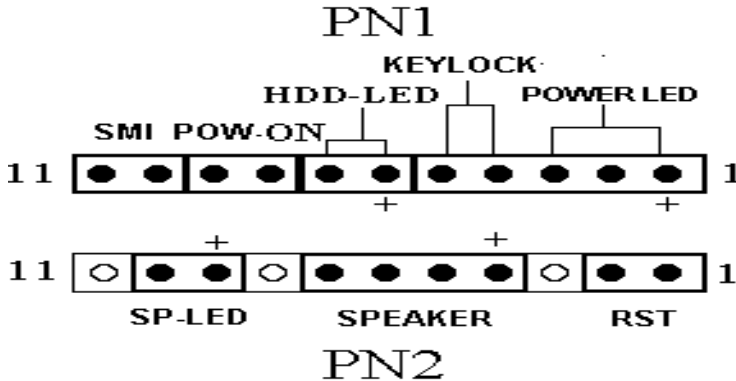 PN1
KEYLOCK
HDD-LED POWER LED
SMI POW-ON
11 1
+ +
+ +
11 1
SP-LED SPEAKER RST
PN2